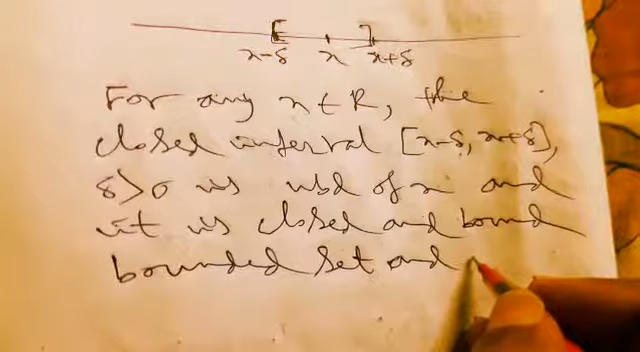 [ ]
x-δ x x+δ
For any x ∈ R, the
closed interval [x-δ, x+δ],
δ>0 is nbd of x and
it is closed and bound
bounded set and